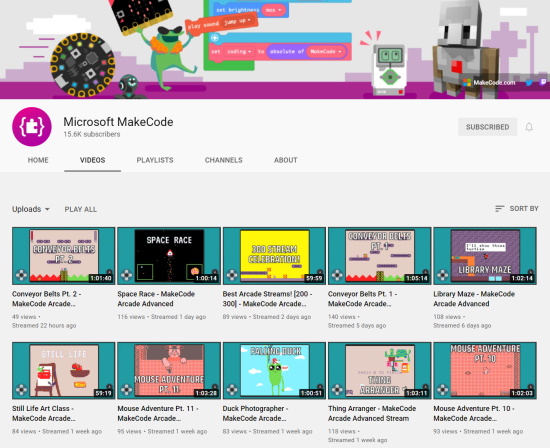 set brightness max
play sound jump up
set coding to absolute of MakeCode
MakeCode.com
Microsoft MakeCode
15.6K subscribers
SUBSCRIBED
HOME
VIDEOS
PLAYLISTS
CHANNELS
ABOUT
Uploads
PLAY ALL
SORT BY
CONVEYOR BELTS
PT. 2
1:01:40
SPACE RACE
1:00:14
300 STREAM
CELEBRATION!
59:59
CONVEYOR BELTS
PT. 1
1:05:14
I'll show those
turtles
LIBRARY MAZE
1:02:14
Conveyor Belts Pt. 2 -
MakeCode Arcade...
49 views •
Streamed 22 hours ago
Space Race - MakeCode
Arcade Advanced
116 views • Streamed 1 day ago
Best Arcade Streams! [200
- 300] - MakeCode Arcade...
89 views • Streamed 2 days ago
Conveyor Belts Pt. 1 -
MakeCode Arcade...
140 views •
Streamed 5 days ago
Library Maze - MakeCode
Arcade Advanced
108 views •
Streamed 6 days ago
STILL LIFE
59:19
MOUSE ADVENTURE
PT. 11
1:03:28
FALLING DUCK
1:00:51
THING
ARRANGER
1:03:11
MOUSE ADVENTURE
PT. 10
1:02:03
Still Life Art Class -
MakeCode Arcade...
84 views • Streamed 1 week ago
Mouse Adventure Pt. 11 -
MakeCode Arcade...
95 views • Streamed 1 week ago
Duck Photographer -
MakeCode Arcade...
83 views • Streamed 1 week ago
Thing Arranger - MakeCode
Arcade Advanced Stream
118 views •
Streamed 1 week ago
Mouse Adventure Pt. 10 -
MakeCode Arcade...
93 views • Streamed 1 week ago